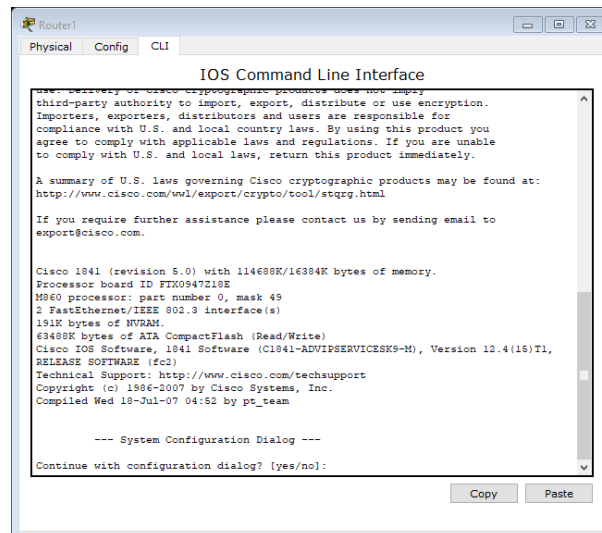 Router1
Physical Config CLI
IOS Command Line Interface
use. Delivery of Cisco cryptographic products does not imply
third-party authority to import, export, distribute or use encryption.
Importers, exporters, distributors and users are responsible for
compliance with U.S. and local country laws. By using this product you
agree to comply with applicable laws and regulations. If you are unable
to comply with U.S. and local laws, return this product immediately.
A summary of U.S. laws governing Cisco cryptographic products may be found at:
http://www.cisco.com/wwl/export/crypto/tool/stqrg.html
If you require further assistance please contact us by sending email to
export@cisco.com.
Cisco 1841 (revision 5.0) with 114688K/16384K bytes of memory.
Processor board ID FTX0947Z18E
M860 processor: part number 0, mask 49
2 FastEthernet/IEEE 802.3 interface(s)
191K bytes of NVRAM.
63488K bytes of ATA CompactFlash (Read/Write)
Cisco IOS Software, 1841 Software (C1841-ADVIPSERVICESK9-M), Version 12.4(15)T1,
RELEASE SOFTWARE (fc2)
Technical Support: http://www.cisco.com/techsupport
Copyright (c) 1986-2007 by Cisco Systems, Inc.
Compiled Wed 18-Jul-07 04:52 by pt_team
--- System Configuration Dialog ---
Continue with configuration dialog? [yes/no]:
Copy Paste